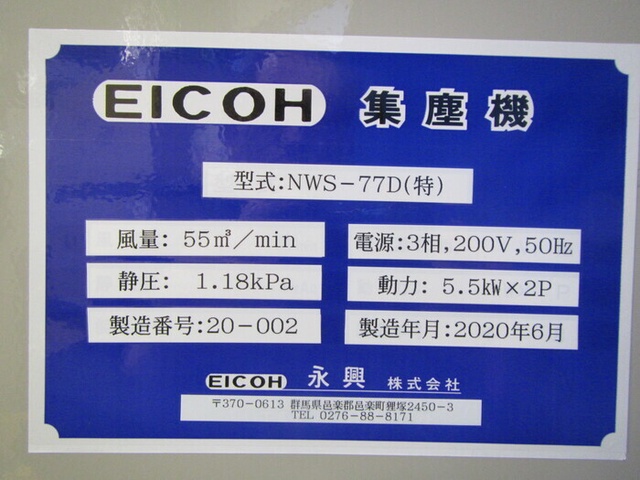 EICOH 集塵機
型式:NWS-77D(特)
風量: 55㎥/min
電源:3相,200V,50Hz
静圧: 1.18kPa
動力: 5.5kW×2P
製造番号:20-002
製造年月:2020年6月
EICOH 永興 株式会社
〒370-0613 群馬県邑楽郡邑楽町狸塚2450-3
TEL 0276-88-8171